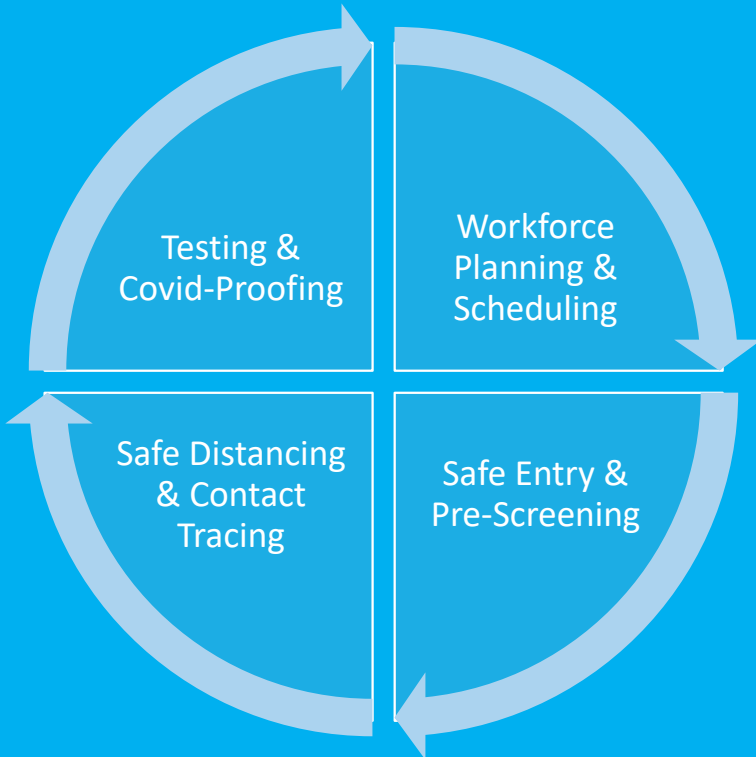 Testing &
Covid-Proofing
Workforce
Planning &
Scheduling
Safe Distancing
& Contact
Tracing
Safe Entry &
Pre-Screening